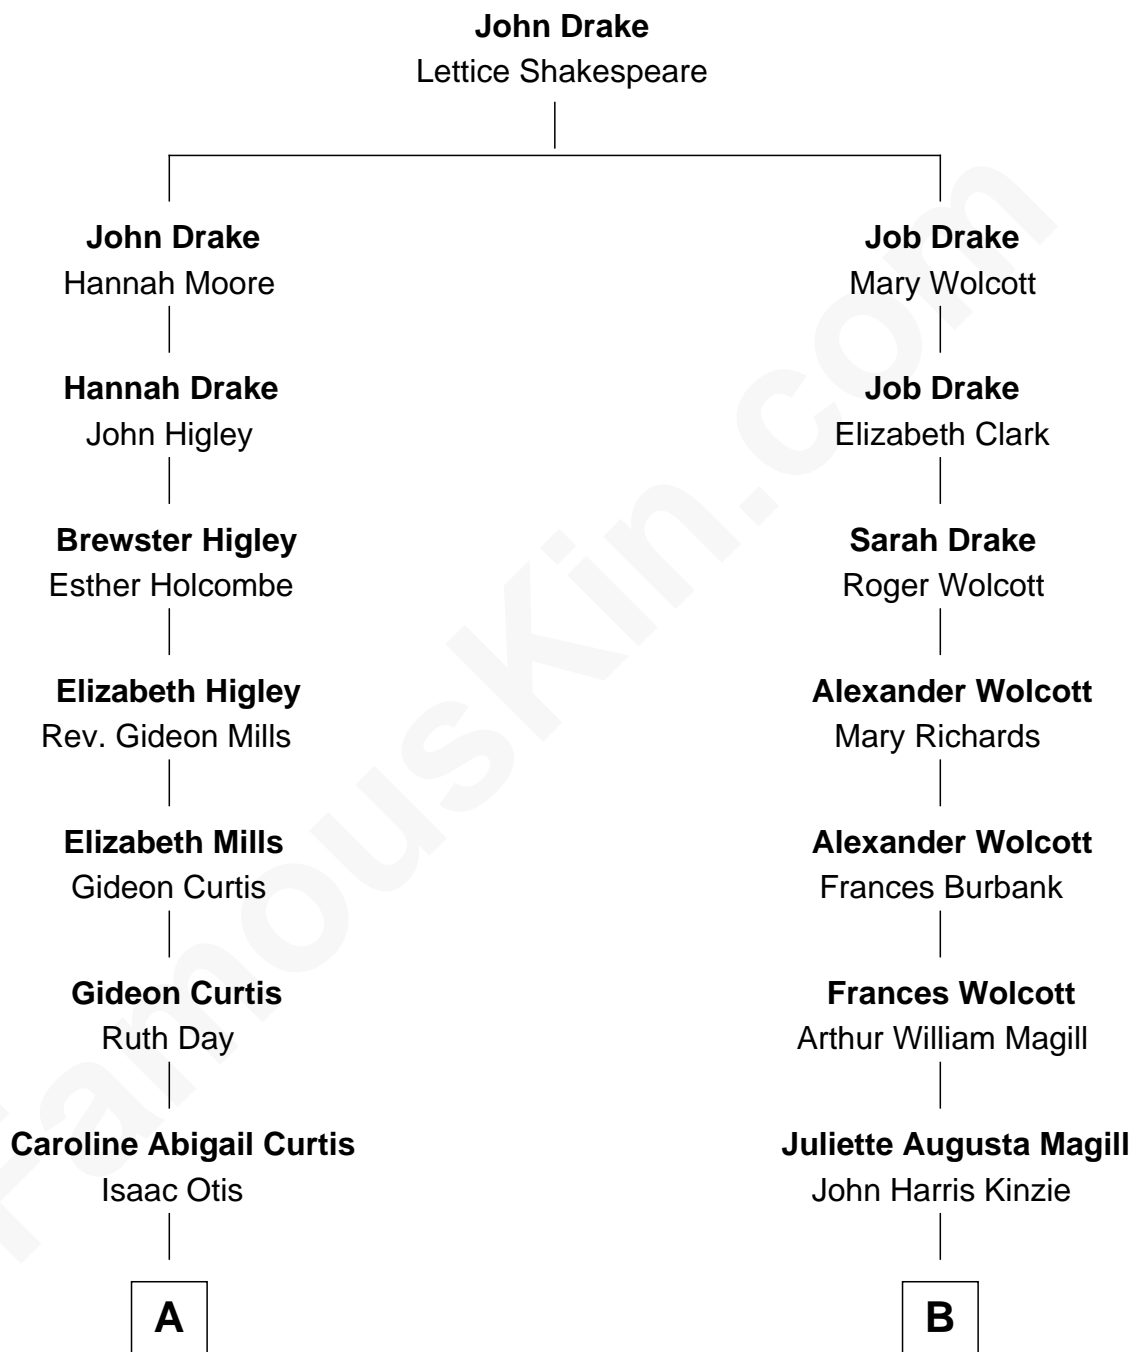 John Drake
Lettice Shakespeare
John Drake
Hannah Moore
Hannah Drake
John Higley
Brewster Higley
Esther Holcombe
Elizabeth Higley
Rev. Gideon Mills
Elizabeth Mills
Gideon Curtis
Gideon Curtis
Ruth Day
Caroline Abigail Curtis
Isaac Otis
A
Job Drake
Mary Wolcott
Job Drake
Elizabeth Clark
Sarah Drake
Roger Wolcott
Alexander Wolcott
Mary Richards
Alexander Wolcott
Frances Burbank
Frances Wolcott
Arthur William Magill
Juliette Augusta Magill
John Harris Kinzie
B
FamousKin.com